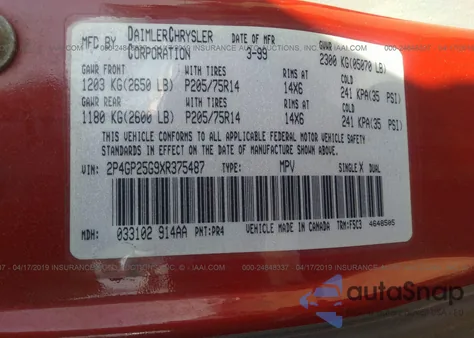 MFD BY DAIMLERCHRYSLER CORPORATION DATE OF MFR 3-99 GVWR 2300 KG(05070 LB)
GAWR FRONT WITH TIRES RIMS AT COLD
1203 KG(2650 LB) P205/75R14 14X6 241 KPA(35 PSI)
GAWR REAR WITH TIRES RIMS AT COLD
1180 KG(2600 LB) P205/75R14 14X6 241 KPA(35 PSI)
THIS VEHICLE CONFORMS TO ALL APPLICABLE FEDERAL MOTOR VEHICLE SAFETY
STANDARDS IN EFFECT ON THE DATE OF MANUFACTURE SHOWN ABOVE.
VIN: 2P4GP25G9XR375487 TYPE: MPV SINGLE X DUAL
MDH: 033102 914AA PNT:PR4 VEHICLE MADE IN CANADA TRM:F5C3 4648505
autoSnap